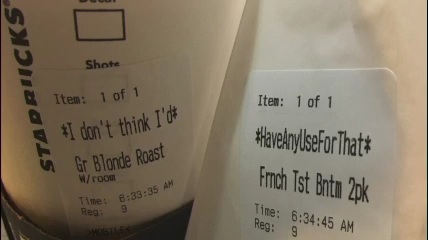 STARBUCKS
Decaf
Shots
Item: 1 of 1
*I don't think I'd*
Gr Blonde Roast
W/room
Time: 6:33:35 AM
Reg: 9
Item: 1 of 1
*HaveAnyUseForThat*
Frnch Tst Bntm 2pk
Time: 6:34:45 AM
Reg: 9